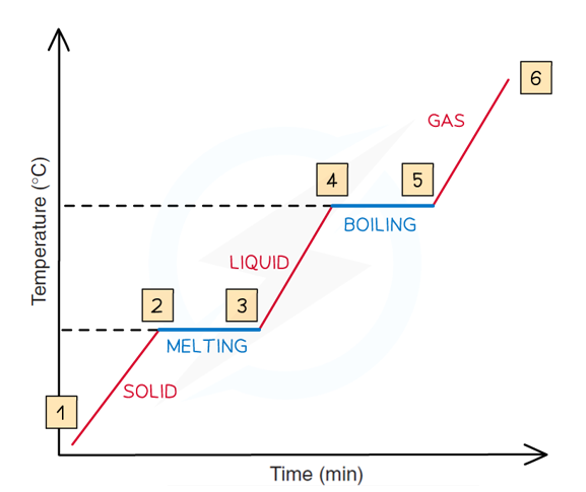 6
GAS
4
5
BOILING
Temperature (°C)
LIQUID
2
3
MELTING
SOLID
1
Time (min)